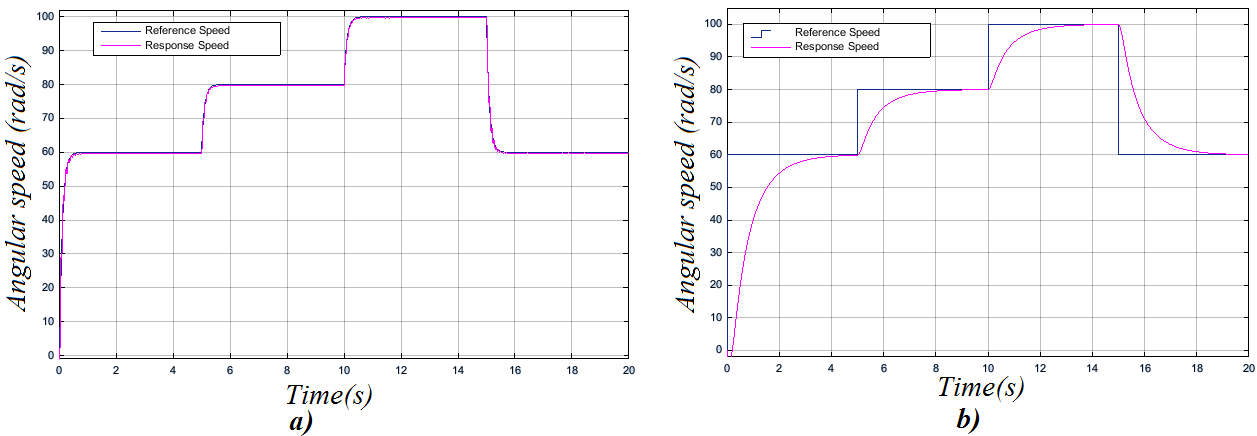 Reference Speed
Response Speed
100
90
80
70
60
50
40
30
20
10
0
Angular speed (rad/s)
0 2 4 6 8 10 12 14 16 18 20
Time(s)
a)
Reference Speed
Response Speed
100
90
80
70
60
50
40
30
20
10
0
Angular speed (rad/s)
0 2 4 6 8 10 12 14 16 18 20
Time(s)
b)